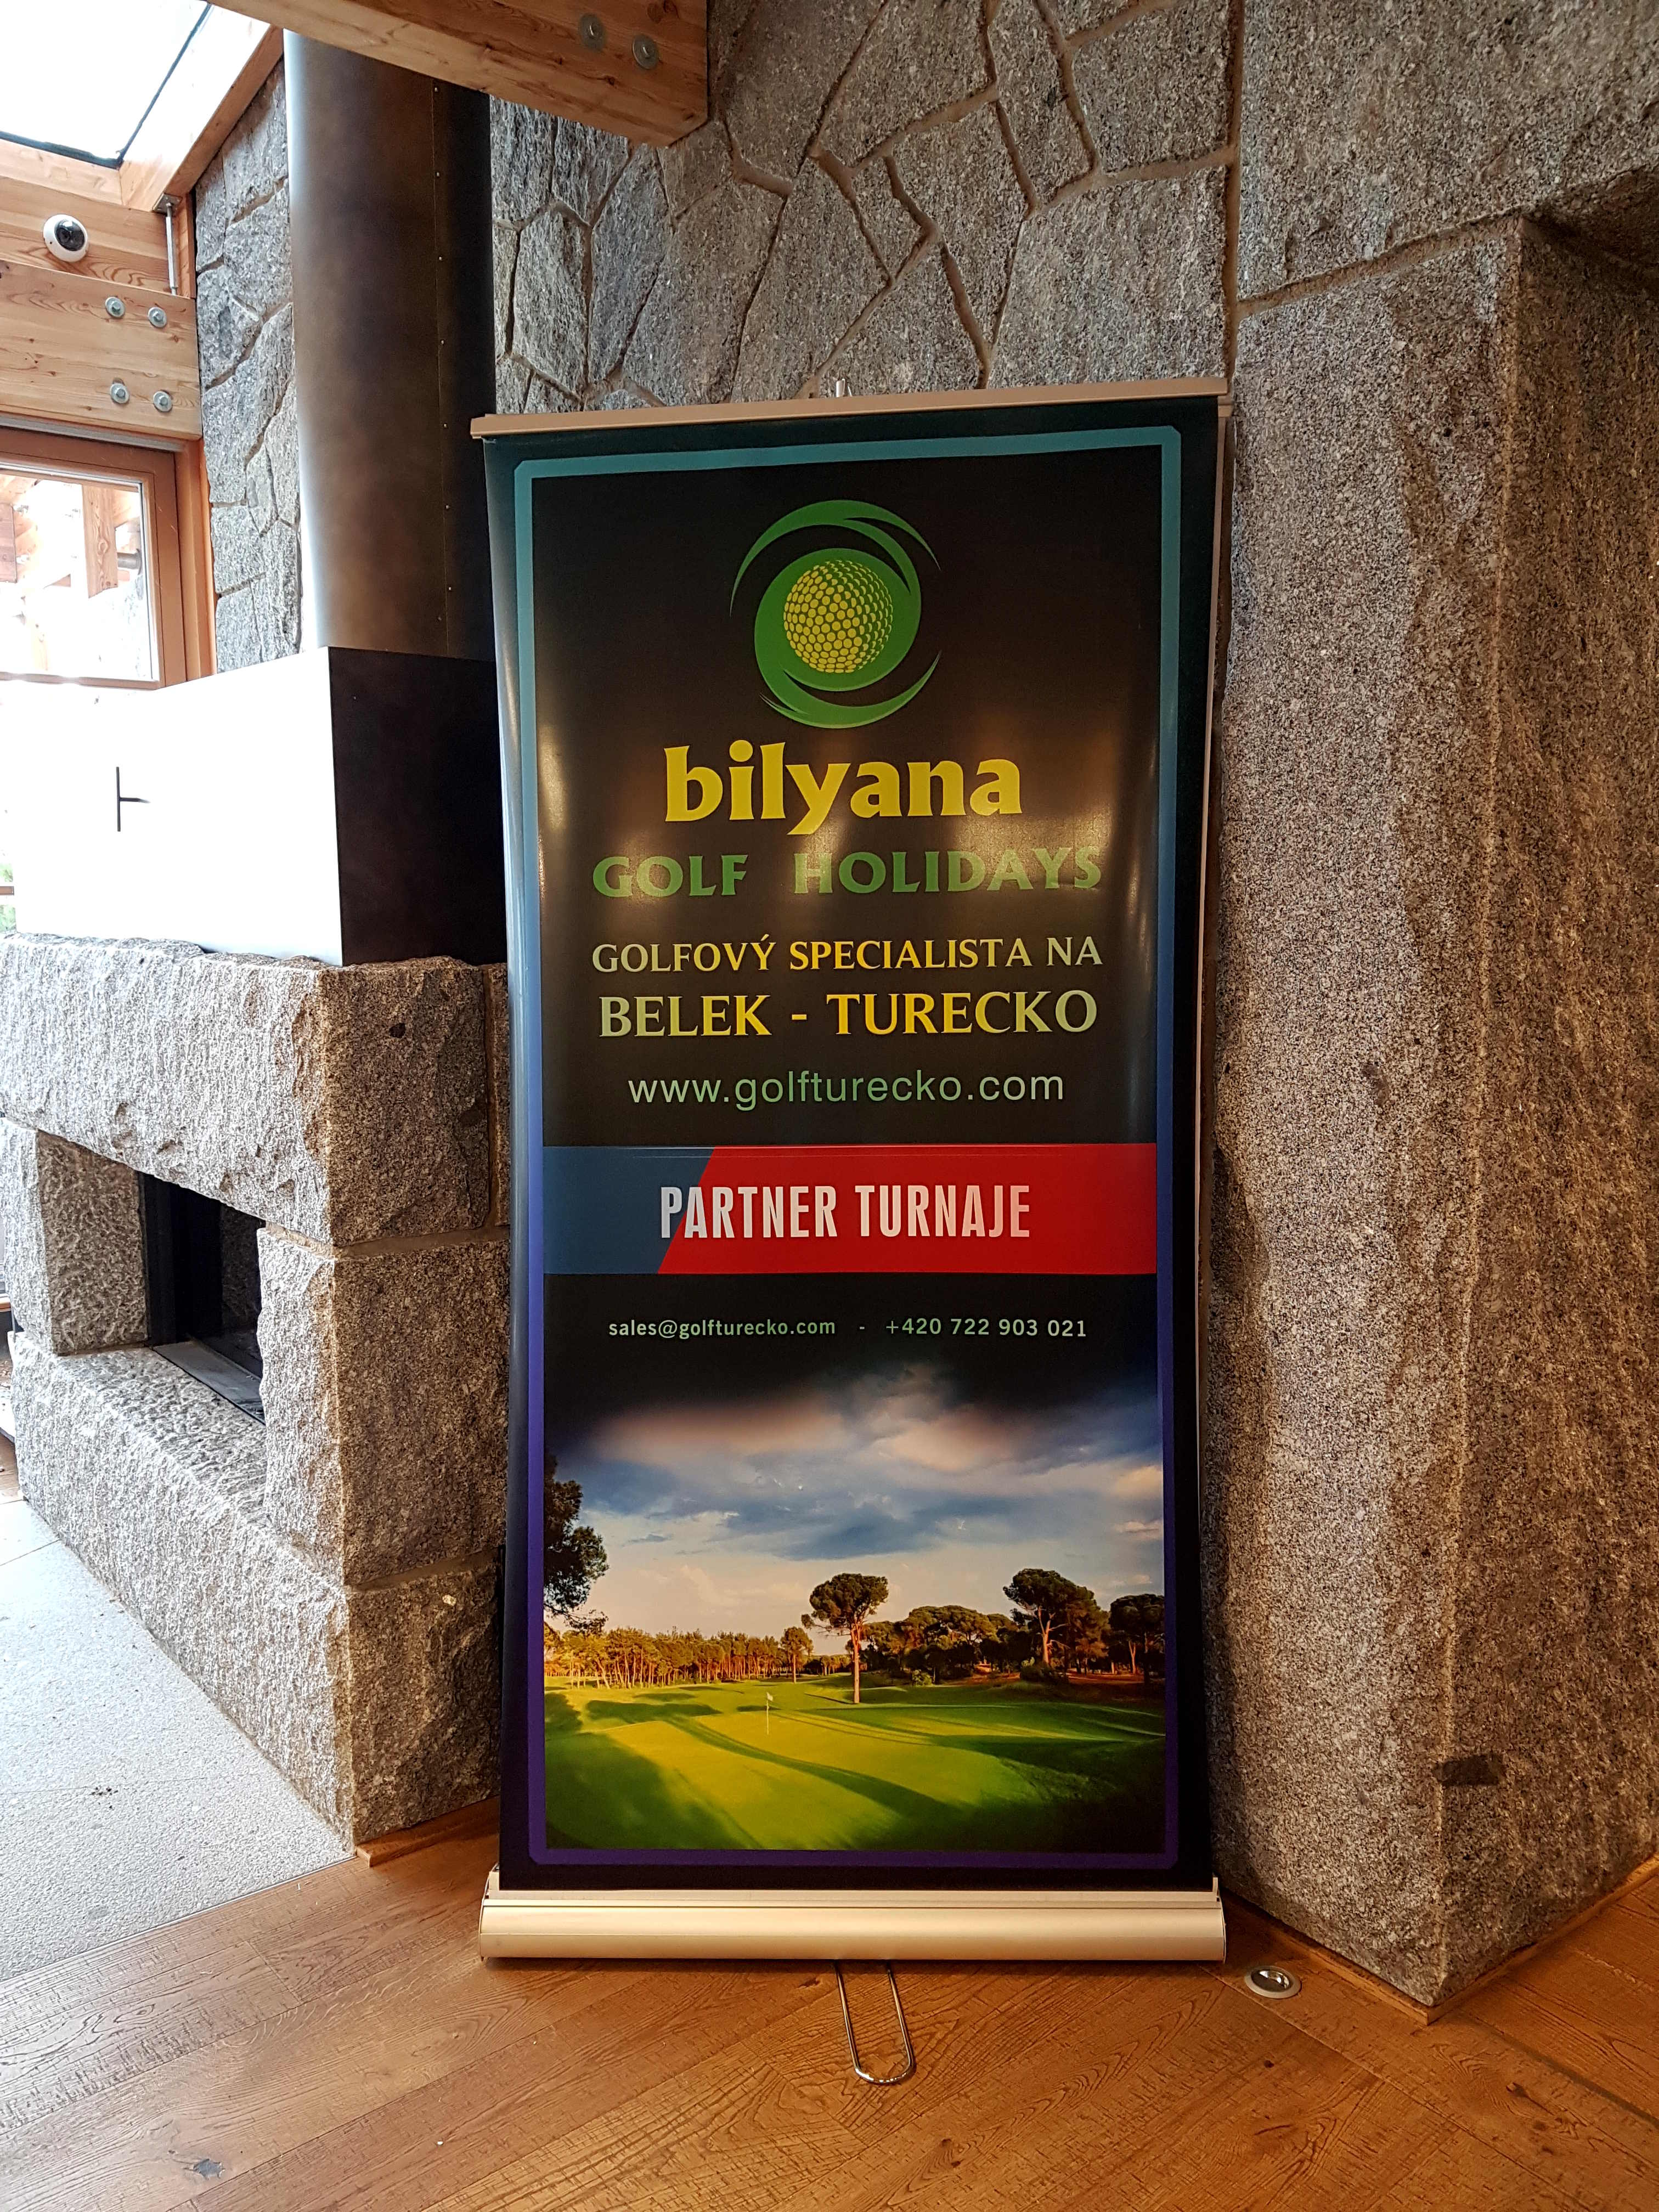 bilyana
GOLF HOLIDAYS
GOLFOVÝ SPECIALISTA NA
BELEK - TURECKO
www.golfturecko.com
PARTNER TURNAJE
sales@golfturecko.com - +420 722 903 021